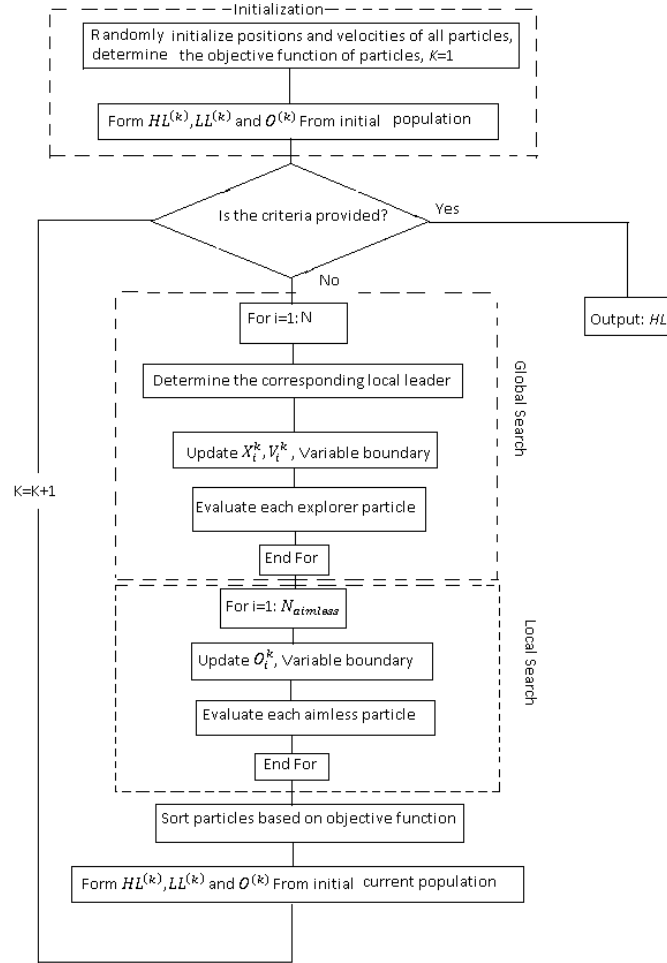 Initialization
Randomly initialize positions and velocities of all particles,
determine the objective function of particles, K=1
Form HL^(k), LL^(k) and O^(k) From initial population
Is the criteria provided?
Yes
No
For i=1: N
Output: HL
Determine the corresponding local leader
Global Search
Update X_i^k, V_i^k, Variable boundary
K=K+1
Evaluate each explorer particle
End For
For i=1: N_aimless
Update O_i^k, Variable boundary
Local Search
Evaluate each aimless particle
End For
Sort particles based on objective function
Form HL^(k), LL^(k) and O^(k) From initial current population